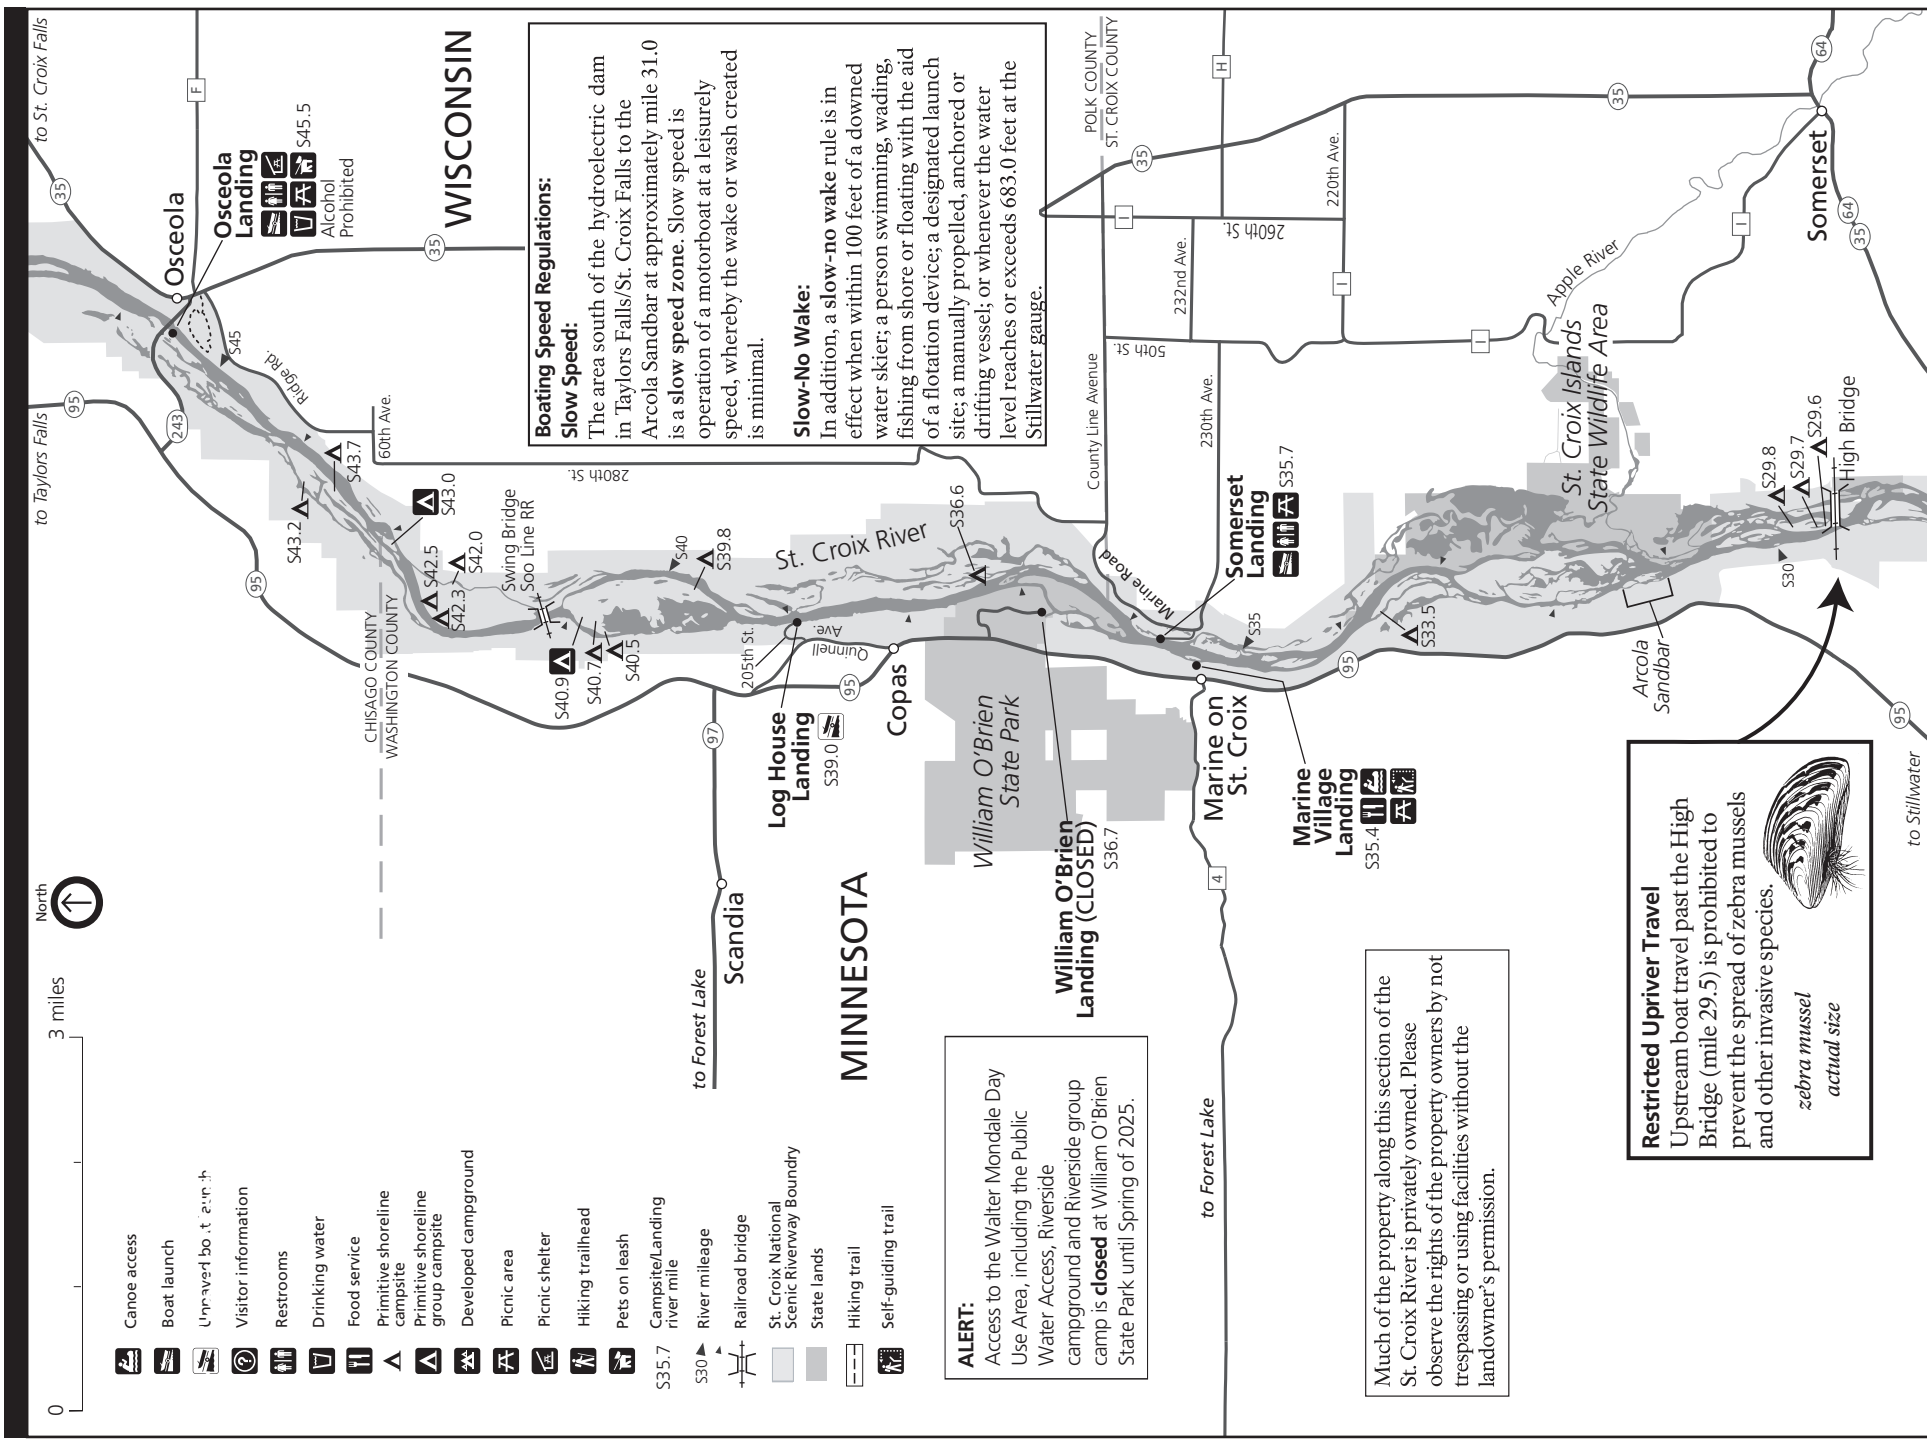 North
0
3 miles
Canoe access
Boat launch
Visitor information
Restrooms
Drinking water
Food service
Primitive shoreline
campsite
Primitive shoreline
group campsite
Developed campground
Picnic area
Picnic shelter
Hiking trailhead
Pets on leash
S35.7
Campsite/Landing
river mile
S30
River mileage
Railroad bridge
St. Croix National
Scenic Riverway Boundary
State lands
Hiking trail
Self-guiding trail
ALERT:
Access to the Walter Mondale Day
Use Area, including the Public
Water Access, Riverside
campground and Riverside group
camp is closed at William O'Brien
State Park until Spring of 2025.
Much of the property along this section of the
St. Croix River is privately owned. Please
observe the rights of the property owners by not
trespassing or using facilities without the
landowner's permission.
Restricted Upriver Travel
Upstream boat travel past the High
Bridge (mile 29.5) is prohibited to
prevent the spread of zebra mussels
and other invasive species.
zebra mussel
actual size
Boating Speed Regulations:
Slow Speed:
The area south of the hydroelectric dam
in Taylors Falls/St. Croix Falls to the
Arcola Sandbar at approximately mile 31.0
is a slow speed zone. Slow speed is
operation of a motorboat at a leisurely
speed, whereby the wake or wash created
is minimal.
Slow-No Wake:
In addition, a slow-no wake rule is in
effect when within 100 feet of a downed
water skier; a person swimming, wading,
fishing from shore or floating with the aid
of a flotation device; a designated launch
site; a manually propelled, anchored or
drifting vessel; or whenever the water
level reaches or exceeds 683.0 feet at the
Stillwater gauge.
to Taylors Falls
95
to St. Croix Falls
35
F
Osceola
Osceola
Landing
S45.5
Alcohol
Prohibited
WISCONSIN
35
243
S45
Ridge Rd.
60th Ave.
280th St.
95
S43.2
S43.7
S43.0
S42.5
S42.0
S42.3
CHISAGO COUNTY
WASHINGTON COUNTY
Swing Bridge
Soo Line RR
S40.9
S40.7
S40.5
S40
S39.8
97
Scandia
to Forest Lake
205th St.
Quinnell
Ave.
Log House
Landing
S39.0
95
Copas
MINNESOTA
St. Croix River
S36.6
William O'Brien
State Park
William O'Brien
Landing (CLOSED)
S36.7
POLK COUNTY
ST. CROIX COUNTY
County Line Avenue
35
I
H
232nd Ave.
260th St.
50th St.
230th Ave.
220th Ave.
I
Marine Road
Somerset
Landing
S35.7
S35
Marine on
St. Croix
Marine
Village
Landing
S35.4
4
to Forest Lake
95
S33.5
I
Apple River
St. Croix Islands
State Wildlife Area
35
I
64
Somerset
64
35
Arcola
Sandbar
S30
S29.8
S29.7
S29.6
High Bridge
95
to Stillwater